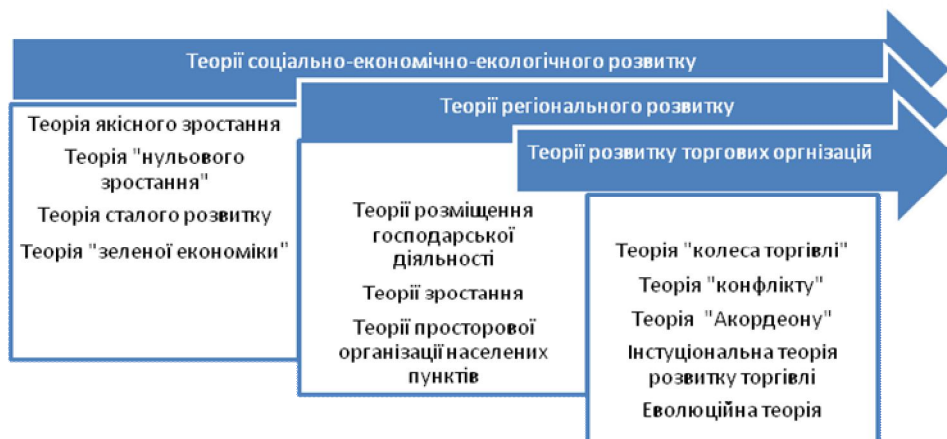 Теорії соціально-економічно-екологічного розвитку
Теорії регіонального розвитку
Теорії розвитку торгових оргнізацій
Теорія якісного зростання
Теорія "нульового
зростання"
Теорія сталого розвитку
Теорія "зеленої економіки"
Теорії розміщення
господарської
діяльності
Теорії зростання
Теорії просторової
організації населених
пунктів
Теорія "колеса торгівлі"
Теорія "конфлікту"
Теорія "Акордеону"
Інстуціональна теорія
розвитку торгівлі
Еволюційна теорія